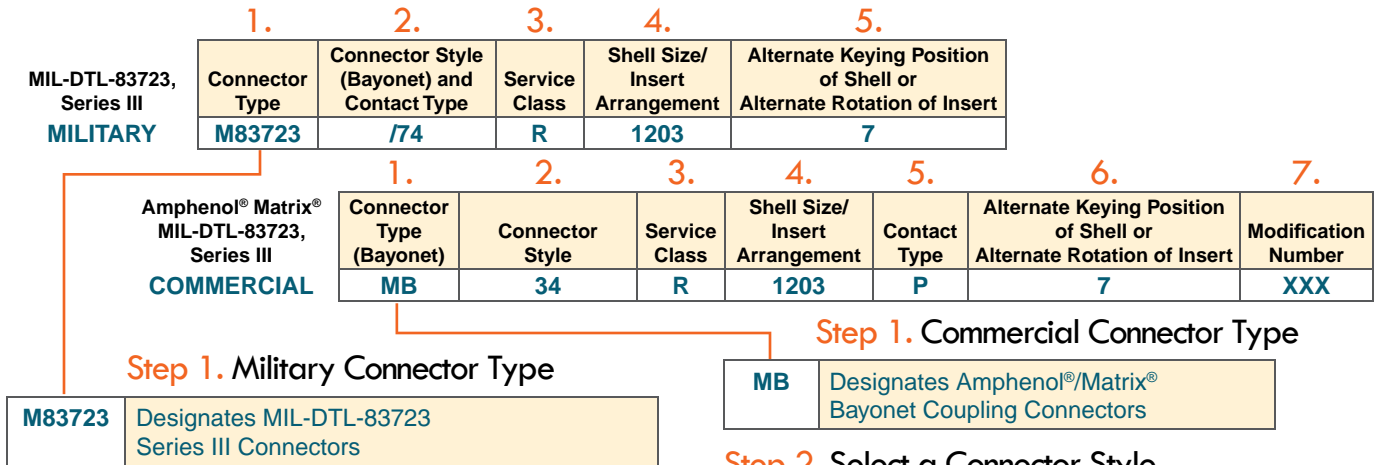 1. 2. 3. 4. 5.
MIL-DTL-83723,
Series III
MILITARY
Connector
Type
Connector Style
(Bayonet) and
Contact Type
Service
Class
Shell Size/
Insert
Arrangement
Alternate Keying Position
of Shell or
Alternate Rotation of Insert
M83723 /74 R 1203 7
1. 2. 3. 4. 5. 6. 7.
Amphenol® Matrix®
MIL-DTL-83723,
Series III
COMMERCIAL
Connector
Type
(Bayonet)
Connector
Style
Service
Class
Shell Size/
Insert
Arrangement
Contact
Type
Alternate Keying Position
of Shell or
Alternate Rotation of Insert
Modification
Number
MB 34 R 1203 P 7 XXX
Step 1. Military Connector Type
M83723 Designates MIL-DTL-83723
Series III Connectors
Step 1. Commercial Connector Type
MB Designates Amphenol®/Matrix®
Bayonet Coupling Connectors
Step 2. Select a Connector Style